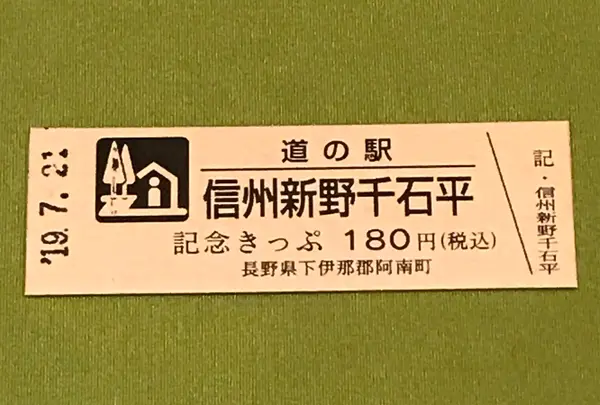 '19.7.21
道の駅
信州新野千石平
記念きっぷ 180円(税込)
長野県下伊那郡阿南町
記・信州新野千石平